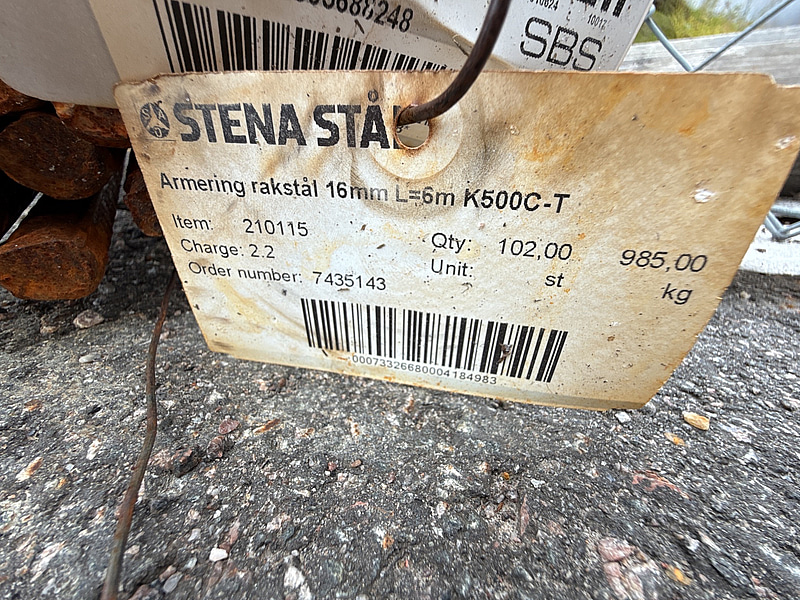 SBS
STENA STÅL
Armering rakstål 16mm L=6m K500C-T
Item: 210115
Qty: 102,00 985,00
Charge: 2.2
Unit: st kg
Order number: 7435143
00073326680004184983